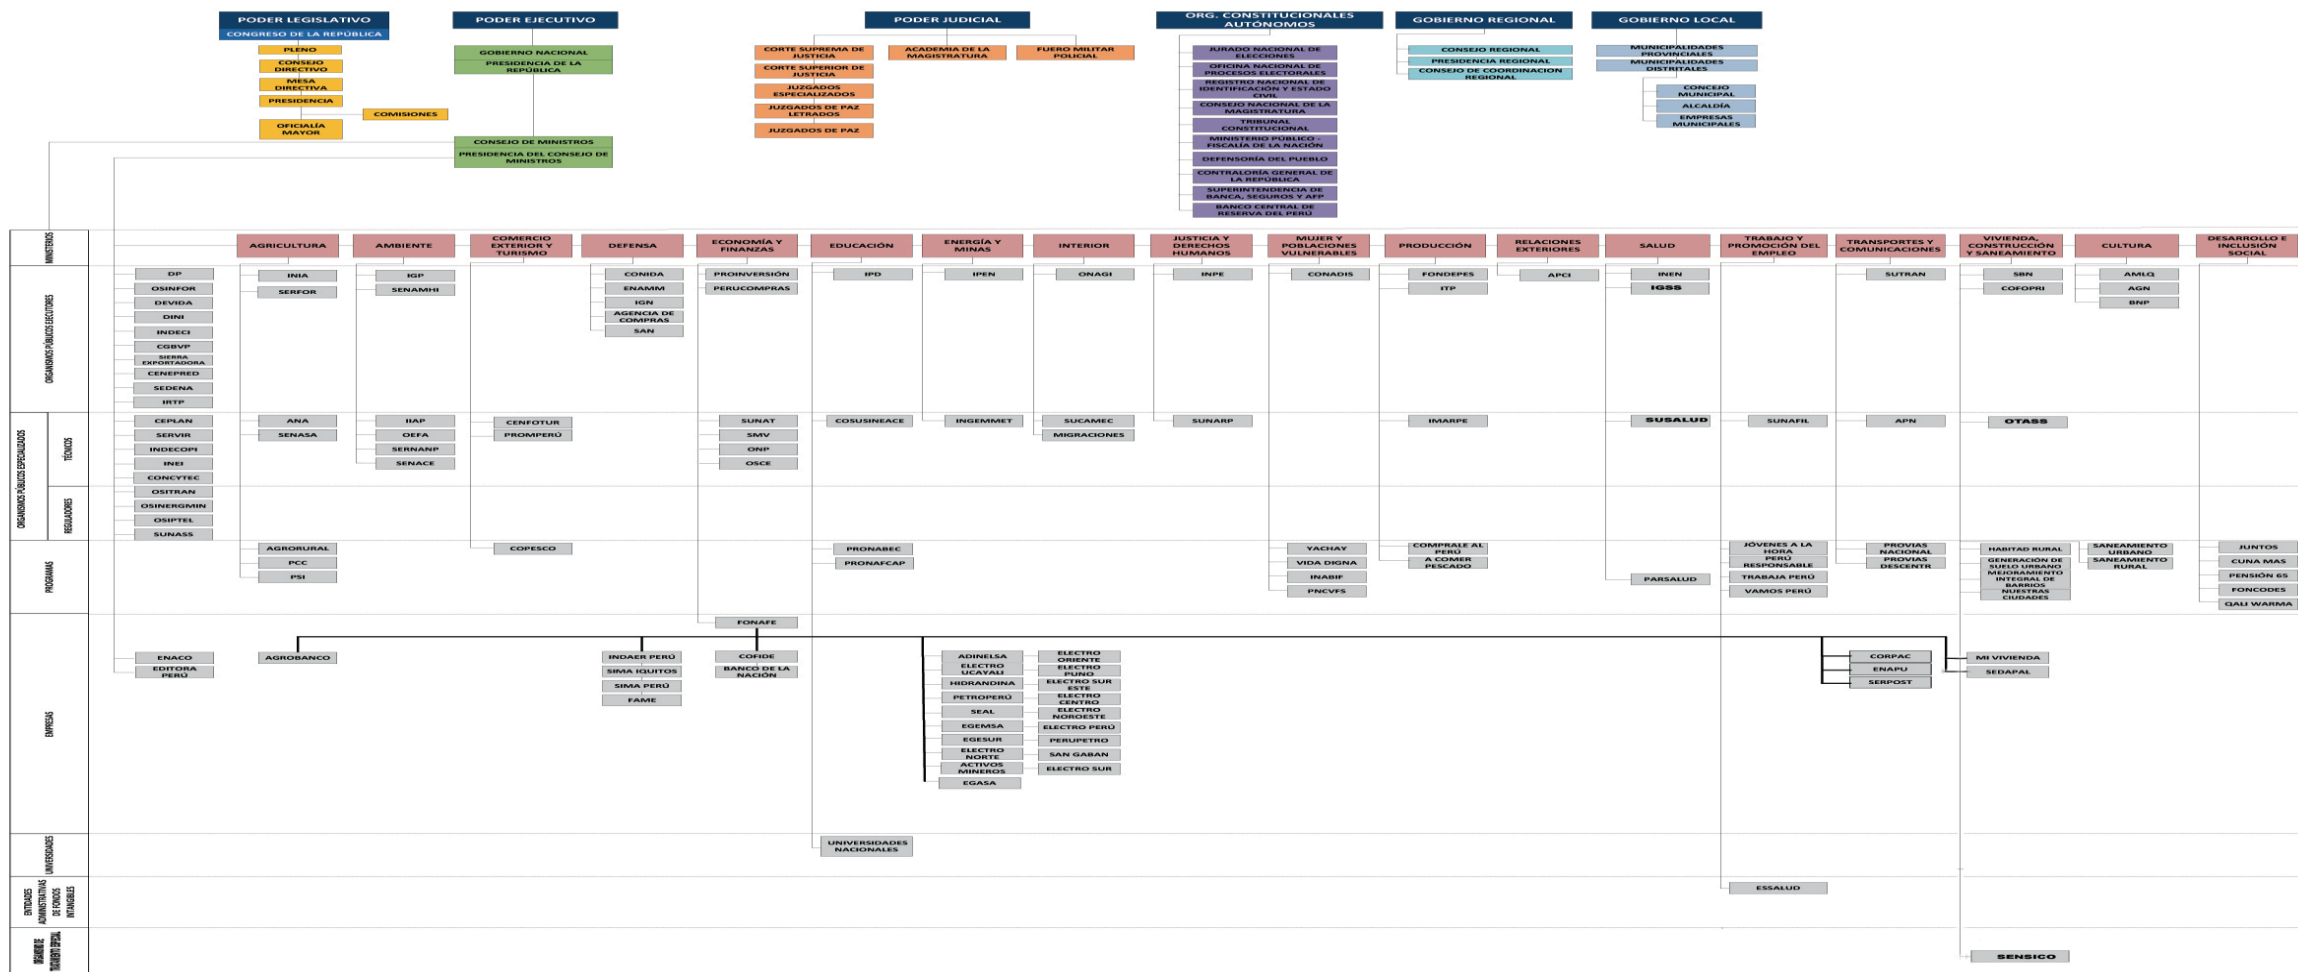 PODER LEGISLATIVO
CONGRESO DE LA REPÚBLICA
PLENO
CONSEJO
DIRECTIVO
MESA
DIRECTIVA
PRESIDENCIA
COMISIONES
OFICIALÍA
MAYOR
PODER EJECUTIVO
GOBIERNO NACIONAL
PRESIDENCIA DE LA
REPÚBLICA
CONSEJO DE MINISTROS
PRESIDENCIA DEL CONSEJO DE
MINISTROS
PODER JUDICIAL
CORTE SUPREMA DE
JUSTICIA
CORTE SUPERIOR DE
JUSTICIA
JUZGADOS
ESPECIALIZADOS
JUZGADOS DE PAZ
LETRADOS
JUZGADOS DE PAZ
ACADEMIA DE LA
MAGISTRATURA
FUERO MILITAR
POLICIAL
ORG. CONSTITUCIONALES
AUTÓNOMOS
JURADO NACIONAL DE
ELECCIONES
OFICINA NACIONAL DE
PROCESOS ELECTORALES
REGISTRO NACIONAL DE
IDENTIFICACIÓN Y ESTADO
CIVIL
CONSEJO NACIONAL DE LA
MAGISTRATURA
TRIBUNAL
CONSTITUCIONAL
MINISTERIO PÚBLICO -
FISCALÍA DE LA NACIÓN
DEFENSORÍA DEL PUEBLO
CONTRALORÍA GENERAL DE
LA REPÚBLICA
SUPERINTENDENCIA DE
BANCA, SEGUROS Y AFP
BANCO CENTRAL DE
RESERVA DEL PERÚ
GOBIERNO REGIONAL
CONSEJO REGIONAL
PRESIDENCIA REGIONAL
CONSEJO DE COORDINACION
REGIONAL
GOBIERNO LOCAL
MUNICIPALIDADES
PROVINCIALES
MUNICIPALIDADES
DISTRITALES
CONCEJO
MUNICIPAL
ALCALDÍA
EMPRESAS
MUNICIPALES
MINISTERIOS
AGRICULTURA
AMBIENTE
COMERCIO
EXTERIOR Y
TURISMO
DEFENSA
ECONOMÍA Y
FINANZAS
EDUCACIÓN
ENERGÍA Y
MINAS
INTERIOR
JUSTICIA Y
DERECHOS
HUMANOS
MUJER Y
POBLACIONES
VULNERABLES
PRODUCCIÓN
RELACIONES
EXTERIORES
SALUD
TRABAJO Y
PROMOCIÓN DEL
EMPLEO
TRANSPORTES Y
COMUNICACIONES
VIVIENDA,
CONSTRUCCIÓN
Y SANEAMIENTO
CULTURA
DESARROLLO E
INCLUSIÓN
SOCIAL
ORGANISMOS PÚBLICOS EJECUTORES
DP
OSINFOR
DEVIDA
DINI
INDECI
CGBVP
SIERRA
EXPORTADORA
CENEPRED
SEDENA
IRTP
INIA
SERFOR
IGP
SENAMHI
CONIDA
ENAMM
IGN
AGENCIA DE
COMPRAS
SAN
PROINVERSIÓN
PERUCOMPRAS
IPD
IPEN
ONAGI
INPE
CONADIS
FONDEPES
ITP
APCI
INEN
IGSS
SUTRAN
SBN
COFOPRI
AMLQ
AGN
BNP
ORGANISMOS PÚBLICOS ESPECIALIZADOS
TÉCNICOS
CEPLAN
SERVIR
INDECOPI
INEI
CONCYTEC
ANA
SENASA
IIAP
OEFA
SERNANP
SENACE
CENFOTUR
PROMPERÚ
SUNAT
SMV
ONP
OSCE
COSUSINEACE
INGEMMET
SUCAMEC
MIGRACIONES
SUNARP
IMARPE
SUSALUD
SUNAFIL
APN
OTASS
REGULADORES
OSITRAN
OSINERGMIN
OSIPTEL
SUNASS
PROGRAMAS
AGRORURAL
PCC
PSI
COPESCO
PRONABEC
PRONAFCAP
YACHAY
VIDA DIGNA
INABIF
PNCVFS
COMPRALE AL
PERÚ
A COMER
PESCADO
PARSALUD
JÓVENES A LA
HORA
PERÚ
RESPONSABLE
TRABAJA PERÚ
VAMOS PERÚ
PROVIAS
NACIONAL
PROVIAS
DESCENTR
HABITAD RURAL
GENERACIÓN DE
SUELO URBANO
MEJORAMIENTO
INTEGRAL DE
BARRIOS
NUESTRAS
CIUDADES
SANEAMIENTO
URBANO
SANEAMIENTO
RURAL
JUNTOS
CUNA MAS
PENSIÓN 65
FONCODES
QALI WARMA
EMPRESAS
FONAFE
ENACO
EDITORA
PERÚ
AGROBANCO
INDAER PERÚ
SIMA IQUITOS
SIMA PERÚ
FAME
COFIDE
BANCO DE LA
NACIÓN
ADINELSA
ELECTRO
UCAYALI
HIDRANDINA
PETROPERÚ
SEAL
EGEMSA
EGESUR
ELECTRO
NORTE
ACTIVOS
MINEROS
EGASA
ELECTRO
ORIENTE
ELECTRO
PUNO
ELECTRO SUR
ESTE
ELECTRO
CENTRO
ELECTRO
NOROESTE
ELECTRO PERÚ
PERUPETRO
SAN GABAN
ELECTRO SUR
CORPAC
ENAPU
SERPOST
MI VIVIENDA
SEDAPAL
UNIVERSIDADES
UNIVERSIDADES
NACIONALES
ENTIDADES
ADMINISTRATIVAS
DE FONDOS
INTANGIBLES
ESSALUD
ORGANISMO DE
TRATAMIENTO ESPECIAL
SENSICO